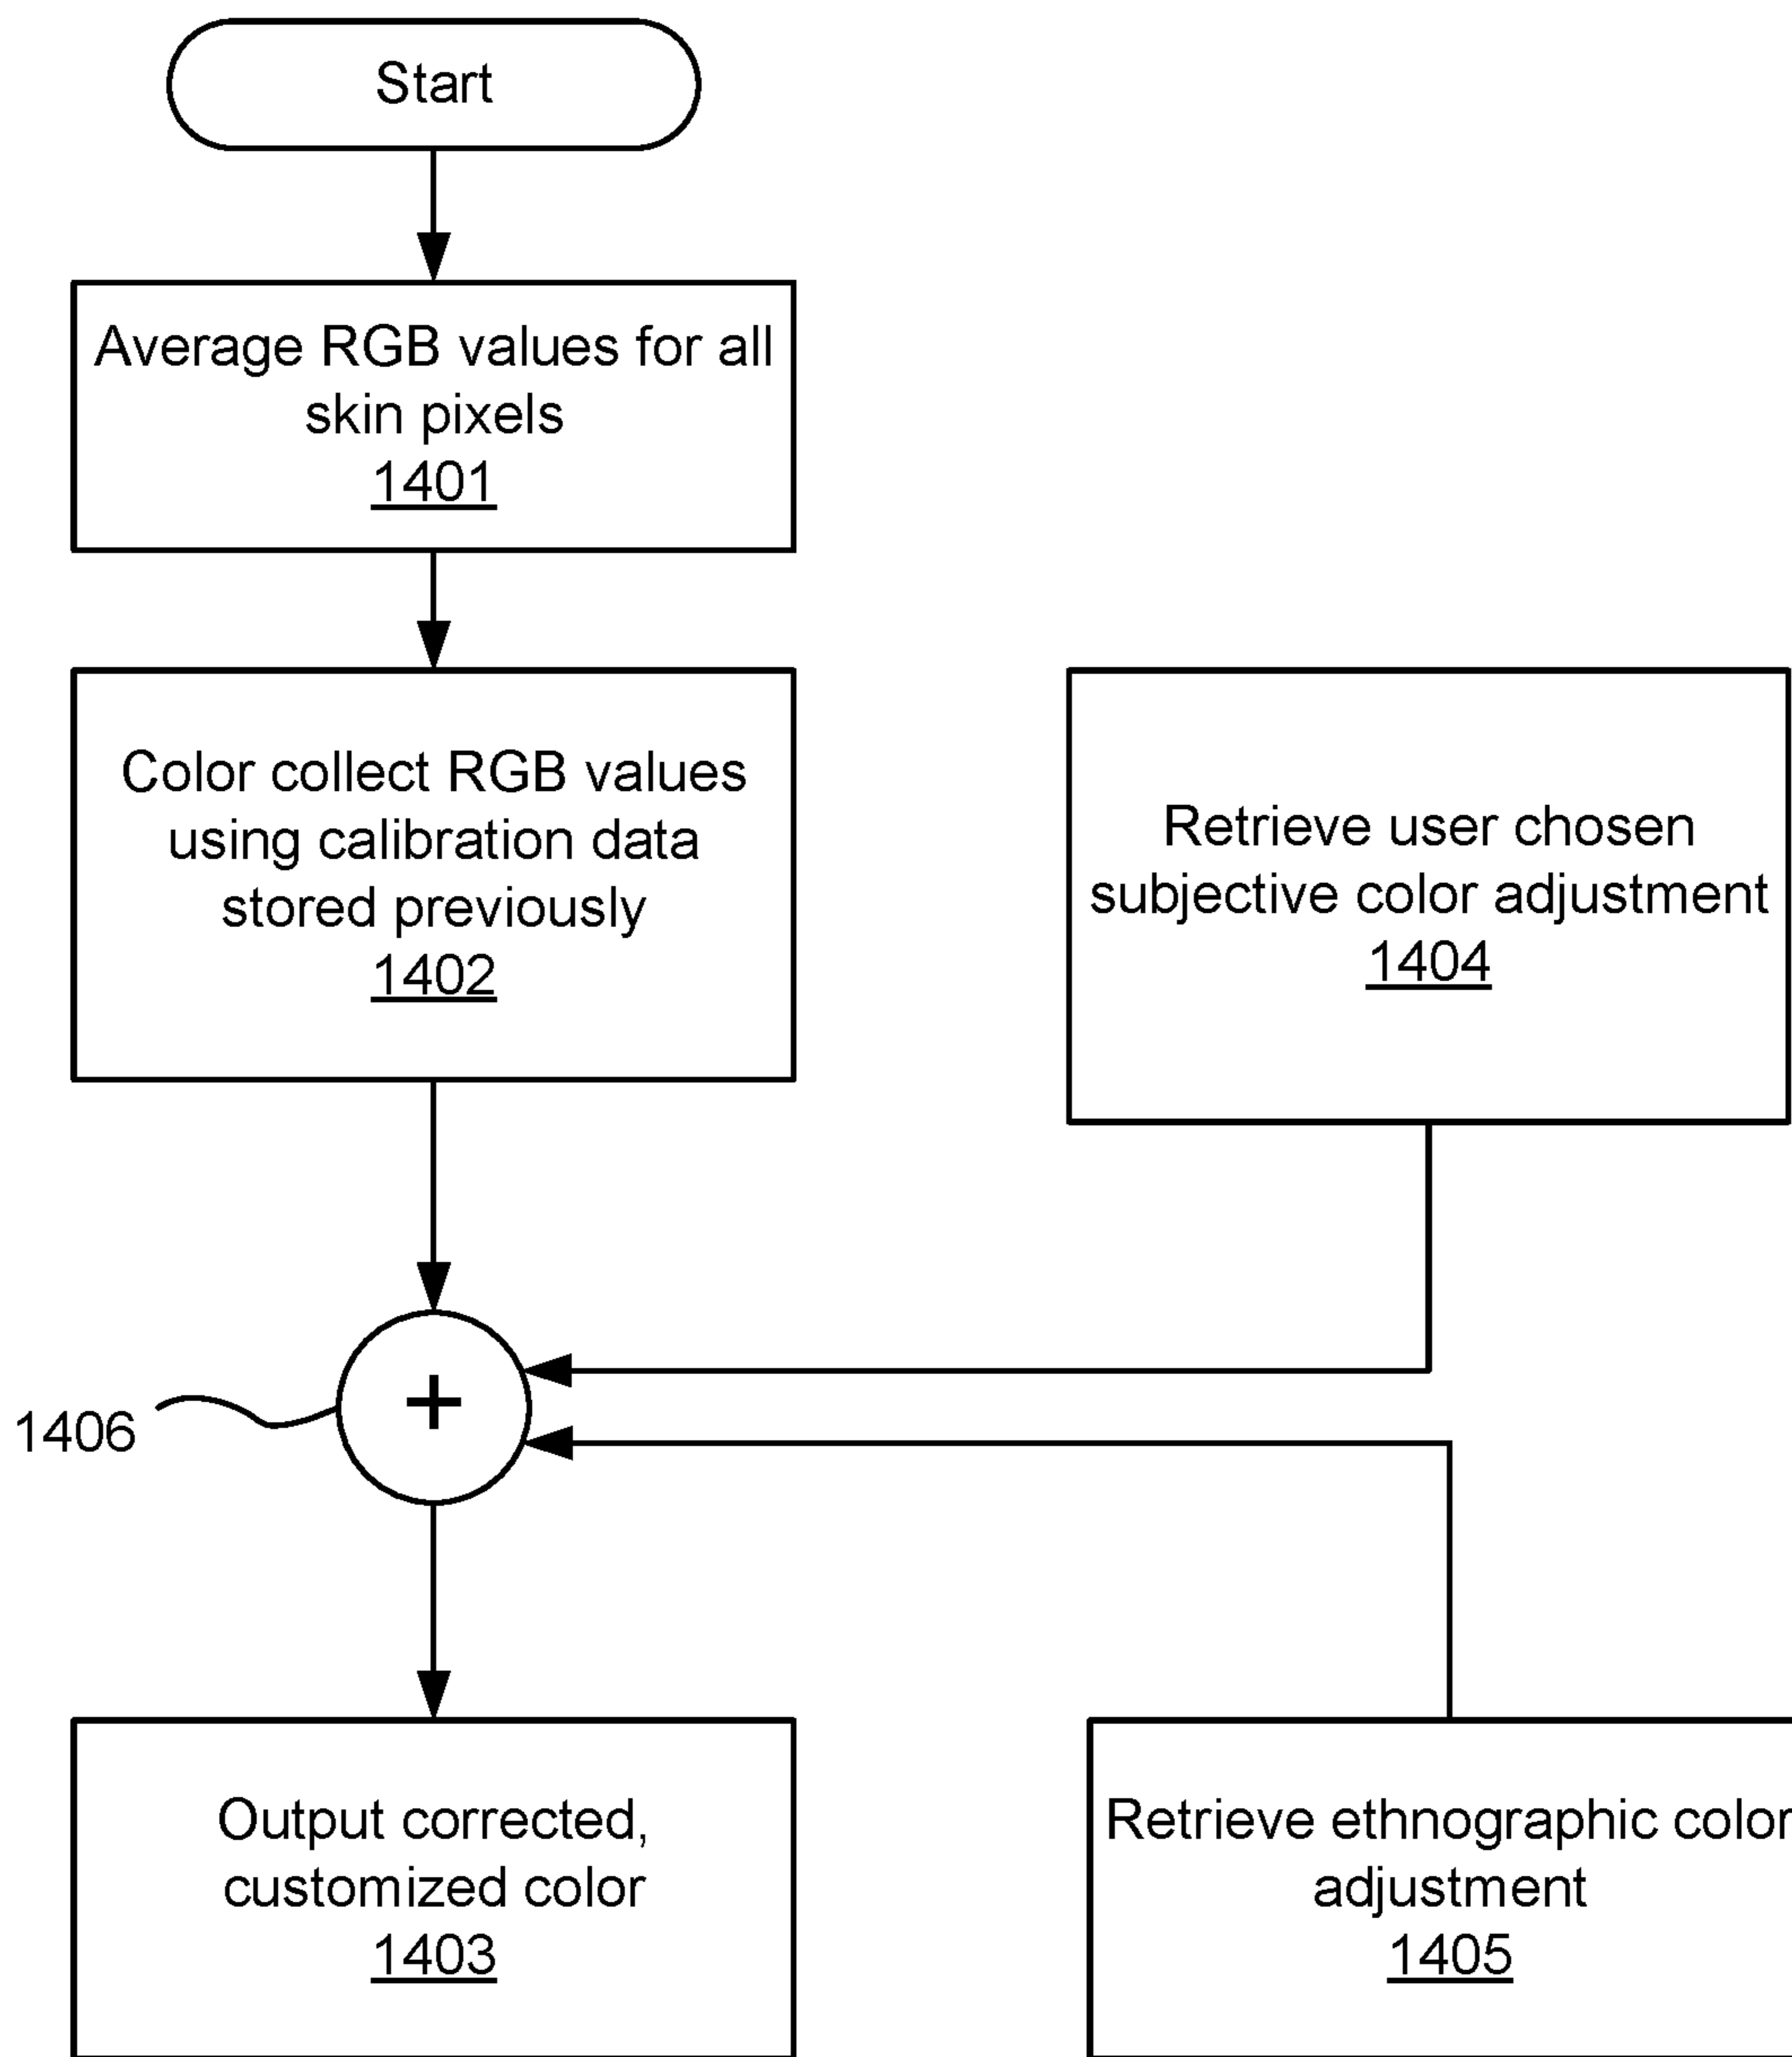 Start
Average RGB values for all
skin pixels
1401
Color collect RGB values
using calibration data
stored previously
1402
Retrieve user chosen
subjective color adjustment
1404
+
1406
Output corrected,
customized color
1403
Retrieve ethnographic color
adjustment
1405